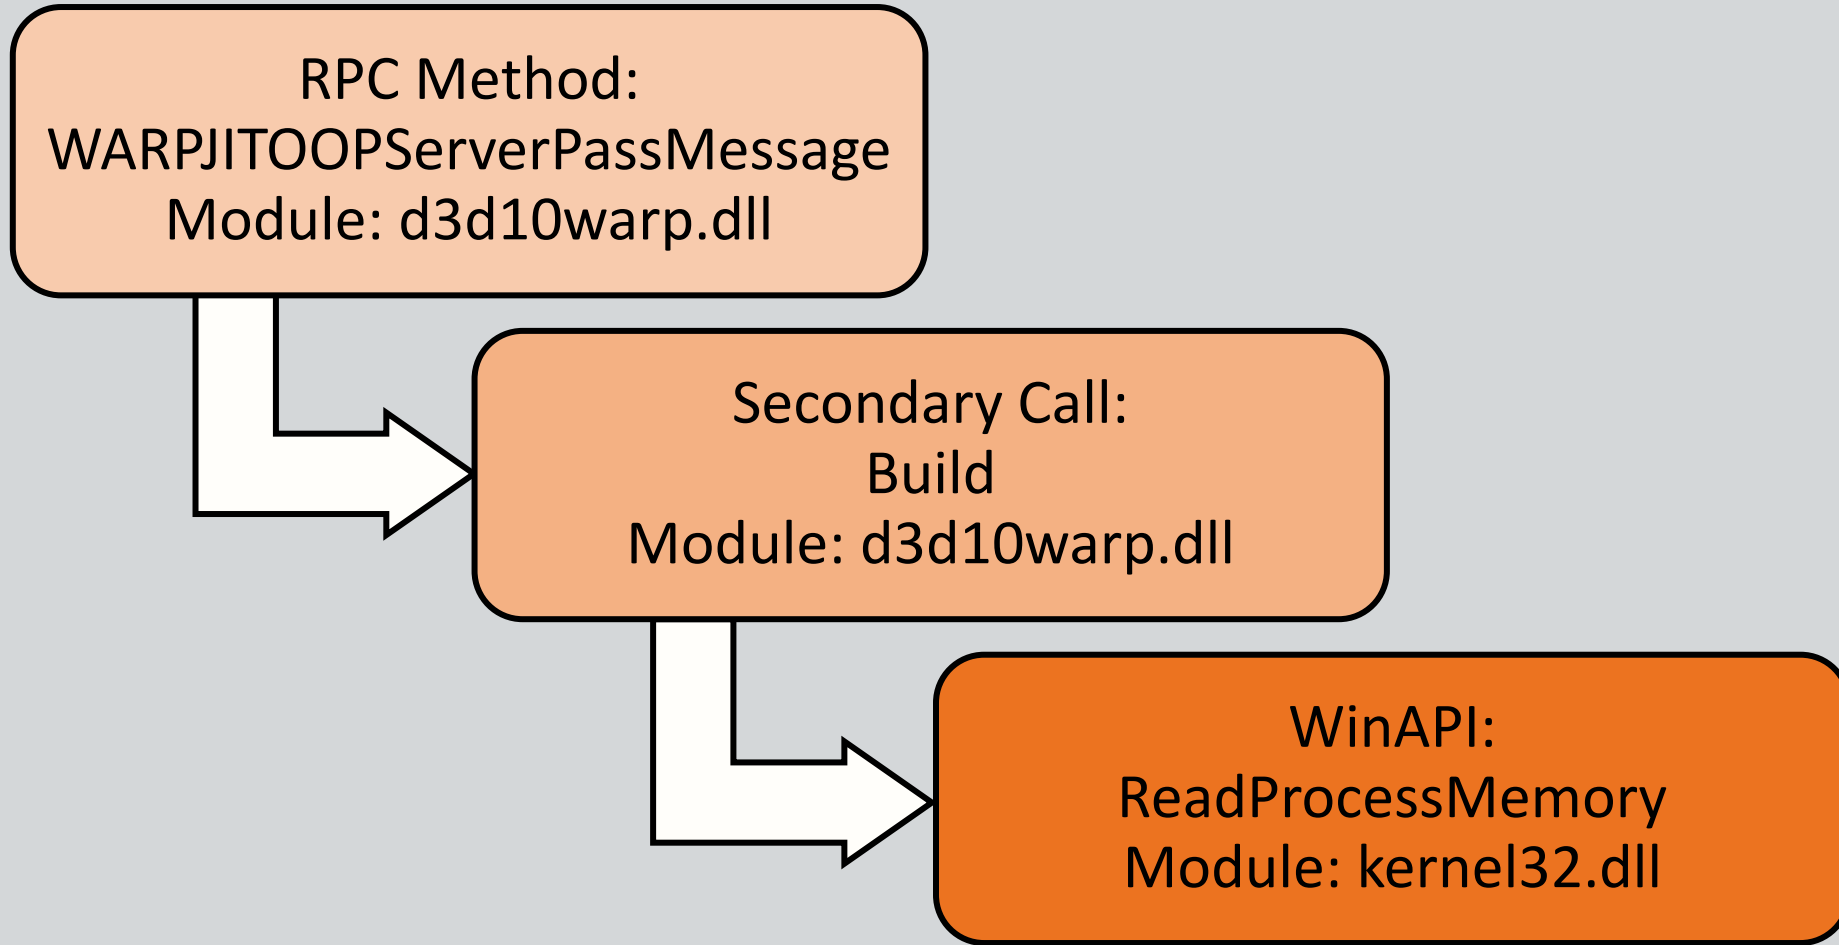 RPC Method:
WARPJITOOPServerPassMessage
Module: d3d10warp.dll
Secondary Call:
Build
Module: d3d10warp.dll
WinAPI:
ReadProcessMemory
Module: kernel32.dll